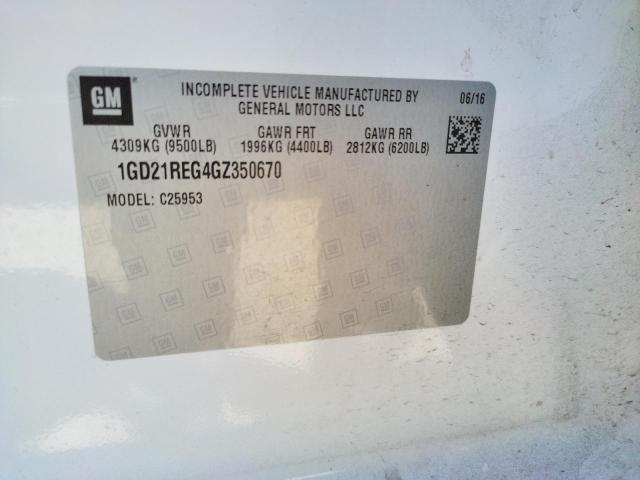 GM
INCOMPLETE VEHICLE MANUFACTURED BY
GENERAL MOTORS LLC
06/16
GVWR GAWR FRT GAWR RR
4309KG (9500LB) 1996KG (4400LB) 2812KG (6200LB)
1GD21REG4GZ350670
MODEL: C25953